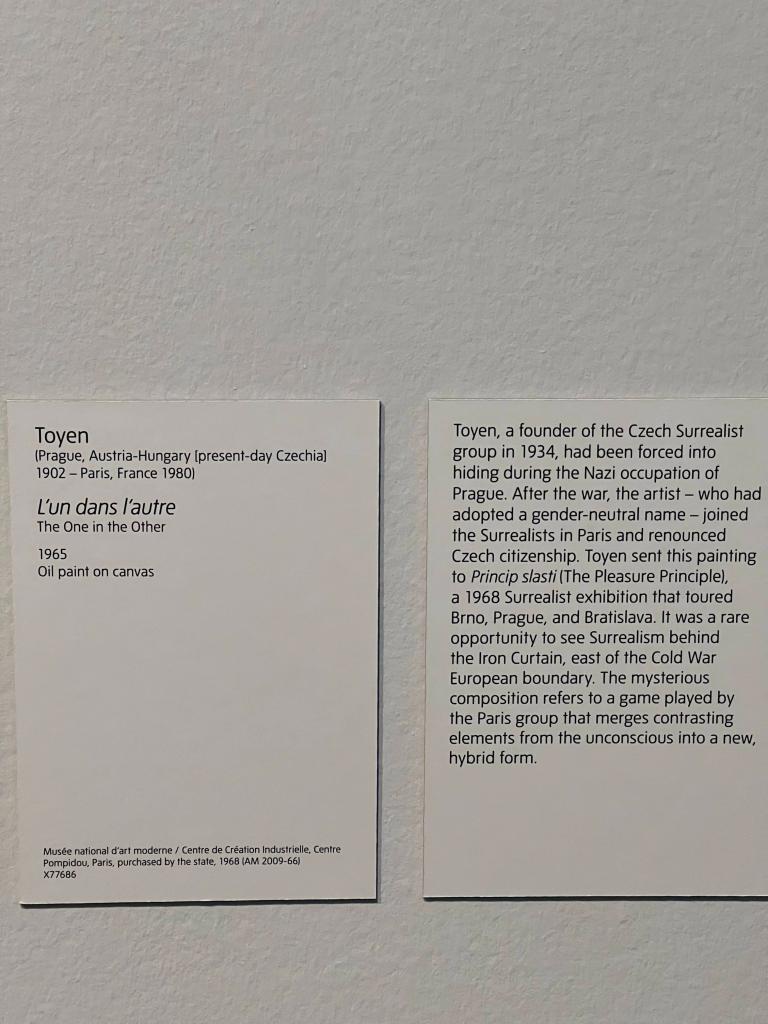 Toyen
(Prague, Austria-Hungary [present-day Czechia]
1902 – Paris, France 1980)
L'un dans l'autre
The One in the Other
1965
Oil paint on canvas
Musée national d'art moderne / Centre de Création Industrielle, Centre
Pompidou, Paris, purchased by the state, 1968 (AM 2009-66)
X77686
Toyen, a founder of the Czech Surrealist
group in 1934, had been forced into
hiding during the Nazi occupation of
Prague. After the war, the artist – who had
adopted a gender-neutral name – joined
the Surrealists in Paris and renounced
Czech citizenship. Toyen sent this painting
to Princip slasti (The Pleasure Principle),
a 1968 Surrealist exhibition that toured
Brno, Prague, and Bratislava. It was a rare
opportunity to see Surrealism behind
the Iron Curtain, east of the Cold War
European boundary. The mysterious
composition refers to a game played by
the Paris group that merges contrasting
elements from the unconscious into a new,
hybrid form.